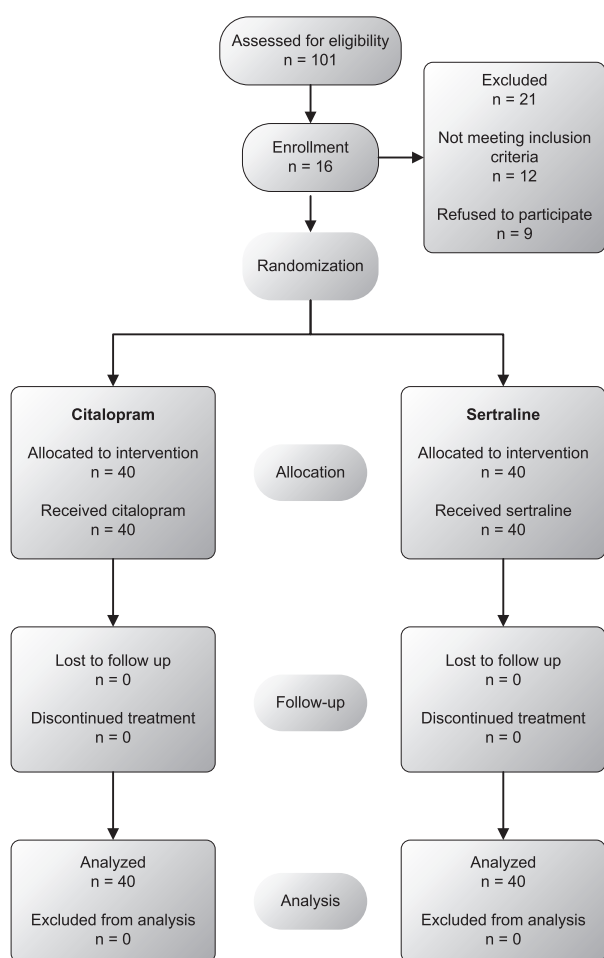 Assessed for eligibility
n = 101
Excluded
n = 21
Not meeting inclusion
criteria
n = 12
Refused to participate
n = 9
Enrollment
n = 16
Randomization
Citalopram
Allocated to intervention
n = 40
Received citalopram
n = 40
Allocation
Sertraline
Allocated to intervention
n = 40
Received sertraline
n = 40
Lost to follow up
n = 0
Discontinued treatment
n = 0
Follow-up
Lost to follow up
n = 0
Discontinued treatment
n = 0
Analyzed
n = 40
Excluded from analysis
n = 0
Analysis
Analyzed
n = 40
Excluded from analysis
n = 0